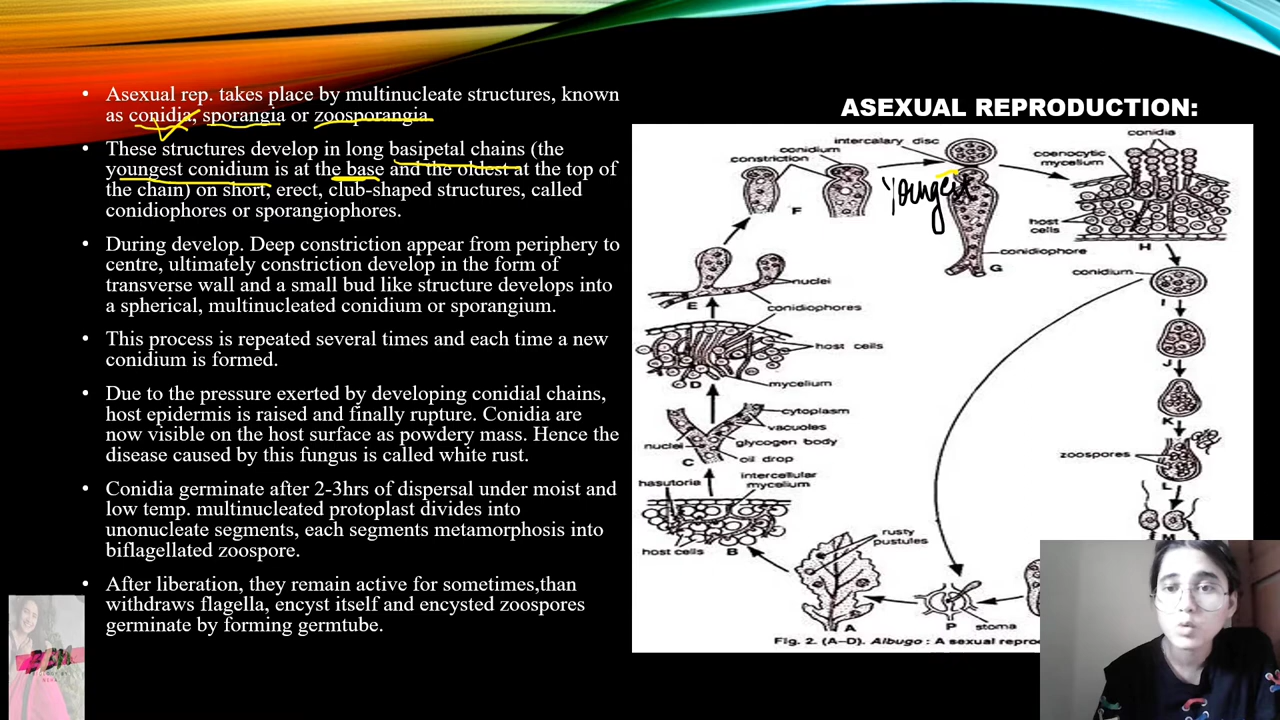 ASEXUAL REPRODUCTION:
• Asexual rep. takes place by multinucleate structures, known
as conidia, sporangia or zoosporangia.
• These structures develop in long basipetal chains (the
youngest conidium is at the base and the oldest at the top of
the chain) on short, erect, club-shaped structures, called
conidiophores or sporangiophores.
• During develop. Deep constriction appear from periphery to
centre, ultimately constriction develop in the form of
transverse wall and a small bud like structure develops into
a spherical, multinucleated conidium or sporangium.
• This process is repeated several times and each time a new
conidium is formed.
• Due to the pressure exerted by developing conidial chains,
host epidermis is raised and finally rupture. Conidia are
now visible on the host surface as powdery mass. Hence the
disease caused by this fungus is called white rust.
• Conidia germinate after 2-3hrs of dispersal under moist and
low temp. multinucleated protoplast divides into
unonucleate segments, each segments metamorphosis into
biflagellated zoospore.
• After liberation, they remain active for sometimes,than
withdraws flagella, encyst itself and encysted zoospores
germinate by forming germtube.
intercalary disc
conidium
constriction
conidia
coenocytic
mycelium
Youngest
F
host
cells
H
conidiophore
G
conidium
I
nuclei
E
conidiophores
host cells
J
D
mycelium
K
cytoplasm
vacuoles
nuclei
glycogen body
oil drop
C
zoospores
L
hasutoria
intercellular
mycelium
M
rusty
pustules
host cells
B
A
P
stoma
Fig. 2. (A-D). Albugo : A sexual repro